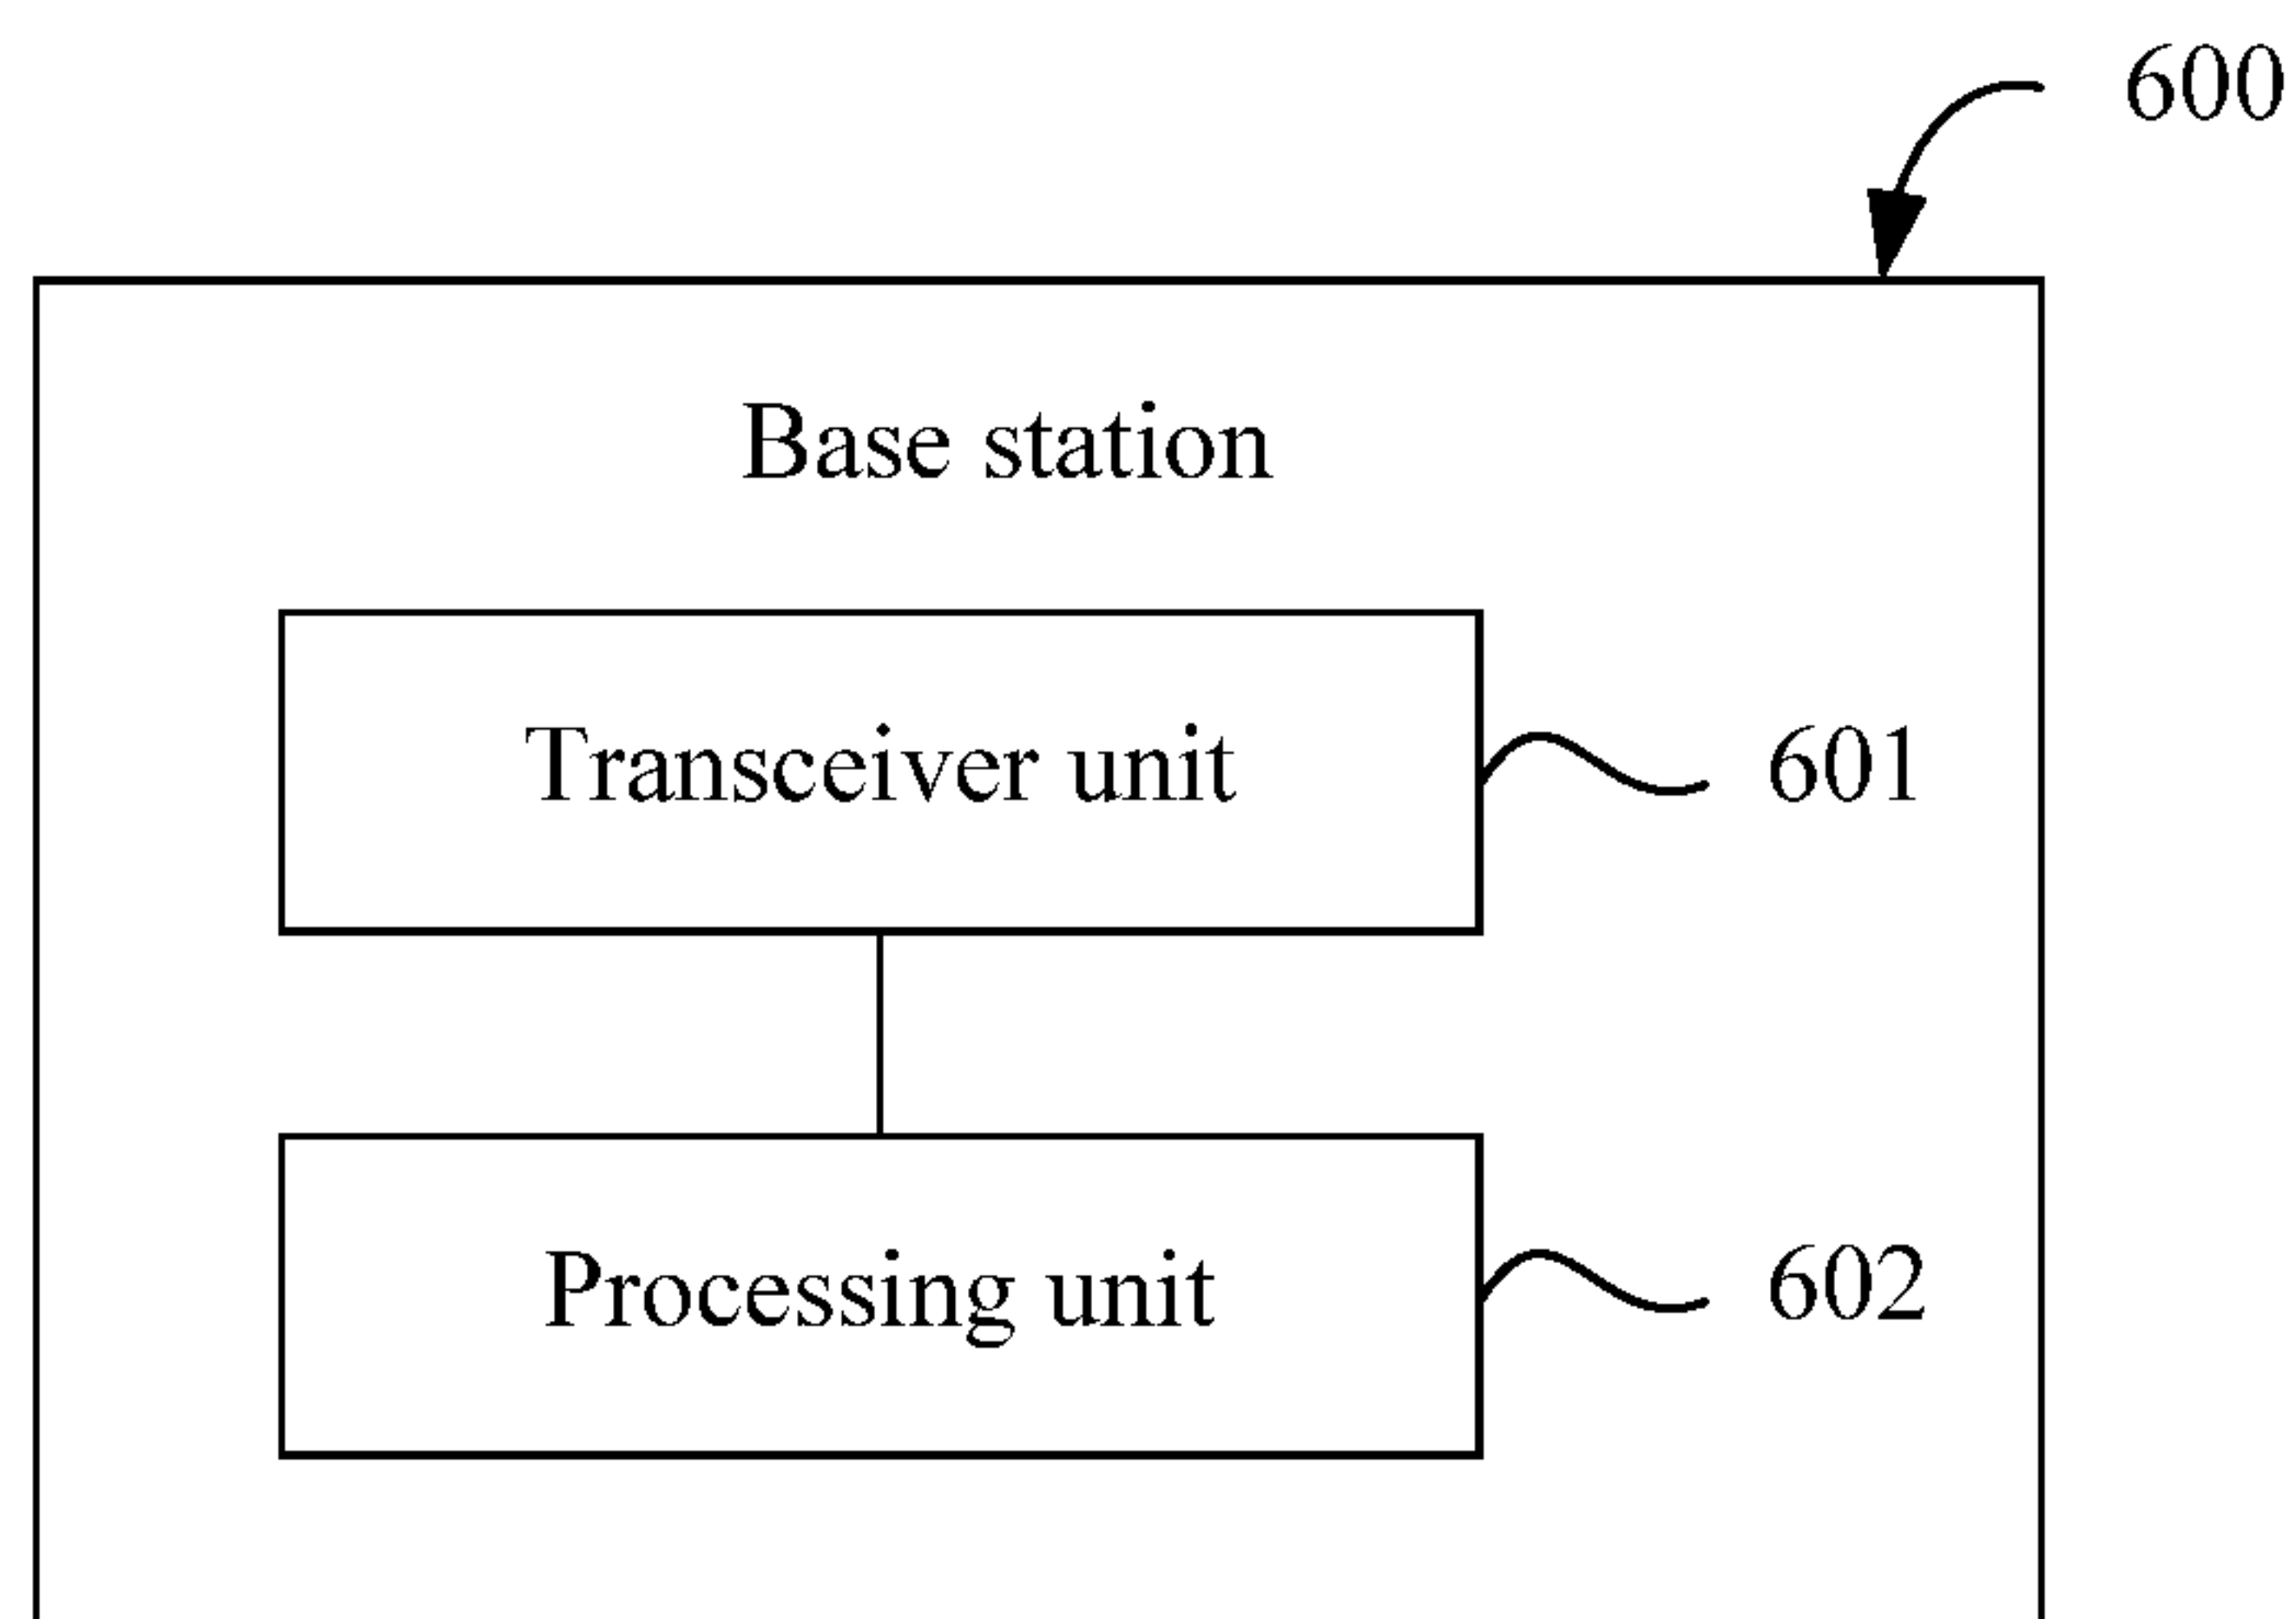 600
Base station
Transceiver unit
601
Processing unit
602